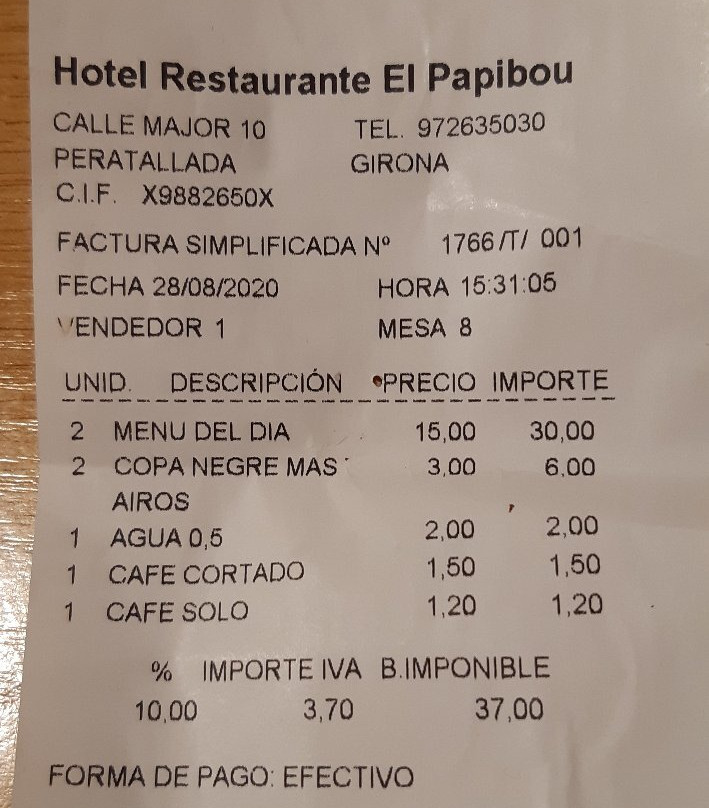 Hotel Restaurante El Papibou
CALLE MAJOR 10 TEL. 972635030
PERATALLADA GIRONA
C.I.F. X9882650X
FACTURA SIMPLIFICADA Nº 1766/T/ 001
FECHA 28/08/2020 HORA 15:31:05
VENDEDOR 1 MESA 8
UNID. DESCRIPCIÓN PRECIO IMPORTE
2 MENU DEL DIA 15,00 30,00
2 COPA NEGRE MAS 3,00 6,00
AIROS
1 AGUA 0,5 2,00 2,00
1 CAFE CORTADO 1,50 1,50
1 CAFE SOLO 1,20 1,20
% IMPORTE IVA B.IMPONIBLE
10,00 3,70 37,00
FORMA DE PAGO: EFECTIVO